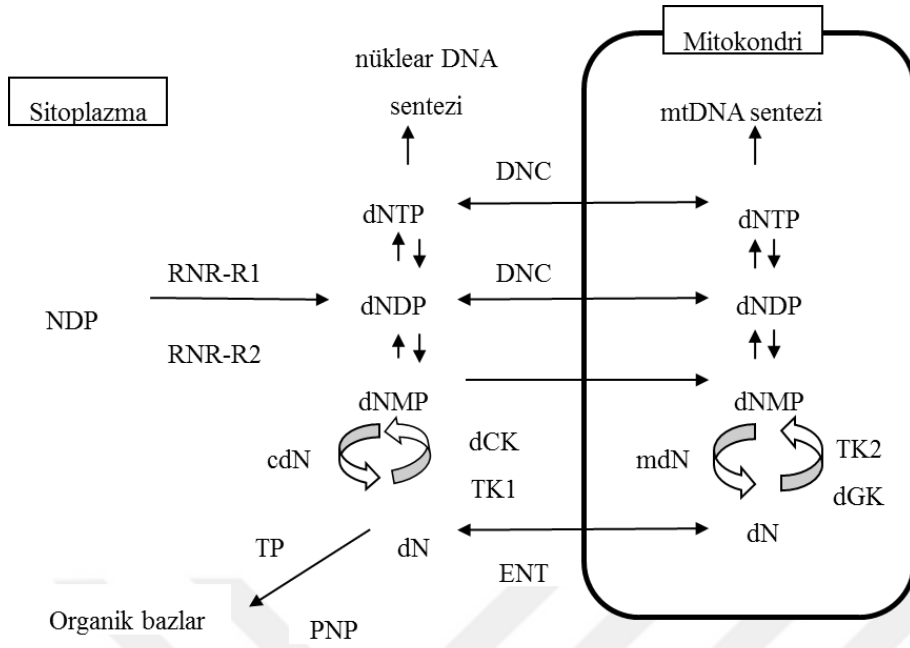 Mitokondri
nüklear DNA
sentezi
Sitoplazma
mtDNA sentezi
DNC
dNTP
dNTP
RNR-R1
DNC
NDP
dNDP
dNDP
RNR-R2
dNMP
dNMP
cdN
dCK
mdN
TK2
TK1
dGK
TP
dN
dN
ENT
Organik bazlar
PNP